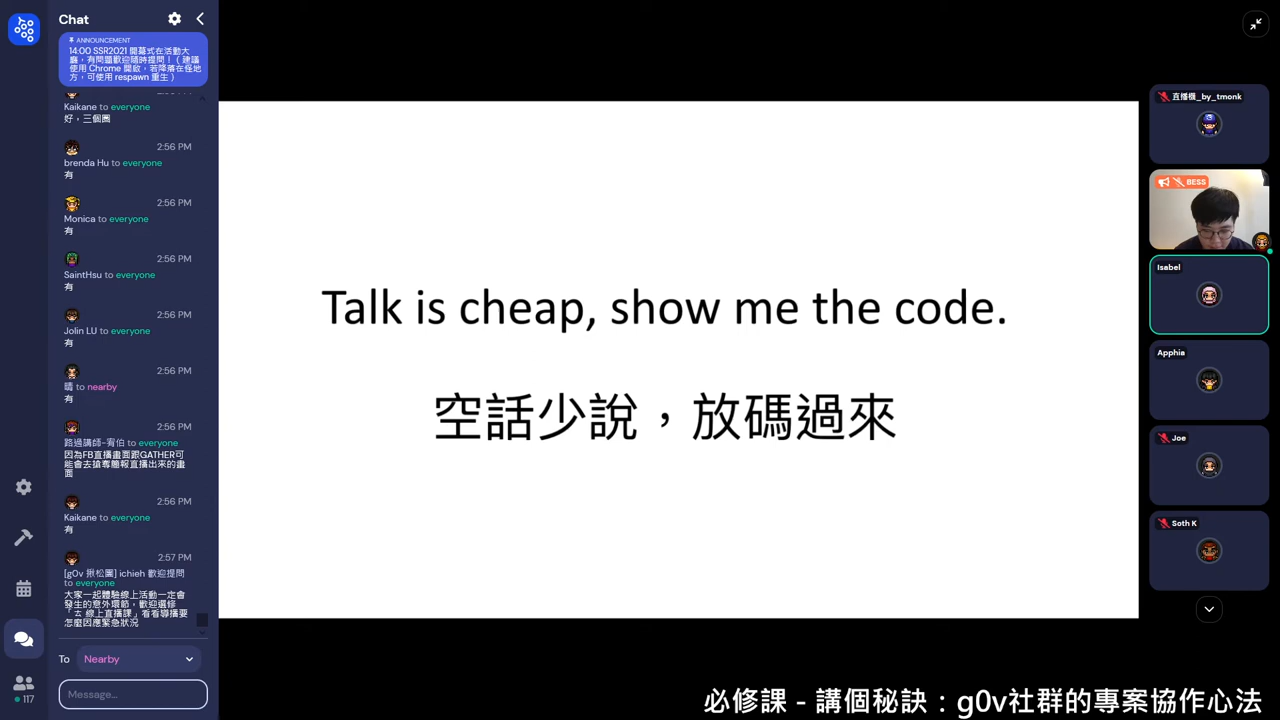 Chat
ANNOUNCEMENT
14:00 SSR2021 開幕式在活動大
廳，有問題歡迎隨時提問！（建議
使用 Chrome 開啟，若降落在怪地
方，可使用 respawn 重生）
Kaikane to everyone
好，三個圈
2:56 PM
brenda Hu to everyone
有
2:56 PM
Monica to everyone
有
2:56 PM
SaintHsu to everyone
有
2:56 PM
Jolin LU to everyone
有
2:56 PM
晴 to nearby
有
2:56 PM
路過講師-宥伯 to everyone
因為FB直播畫面跟GATHER可
能會去搶奪簡報直播出來的畫
面
2:56 PM
Kaikane to everyone
有
2:57 PM
[g0v 揪松團] ichieh 歡迎提問
to everyone
大家一起體驗線上活動一定會
發生的意外環節，歡迎選修
線上直播課」看看導播要
怎麼因應緊急狀況
To Nearby
Message...
117
Talk is cheap, show me the code.
空話少說，放碼過來
直播機_by_tmonk
BESS
Isabel
Apphia
Joe
Soth K
必修課 - 講個秘訣：g0v社群的專案協作心法